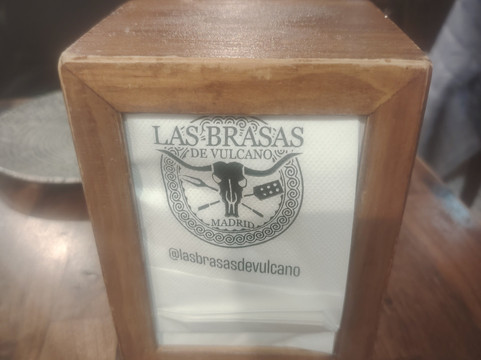 LAS BRASAS
DE VULCANO
MADRID
@lasbrasasdevulcano